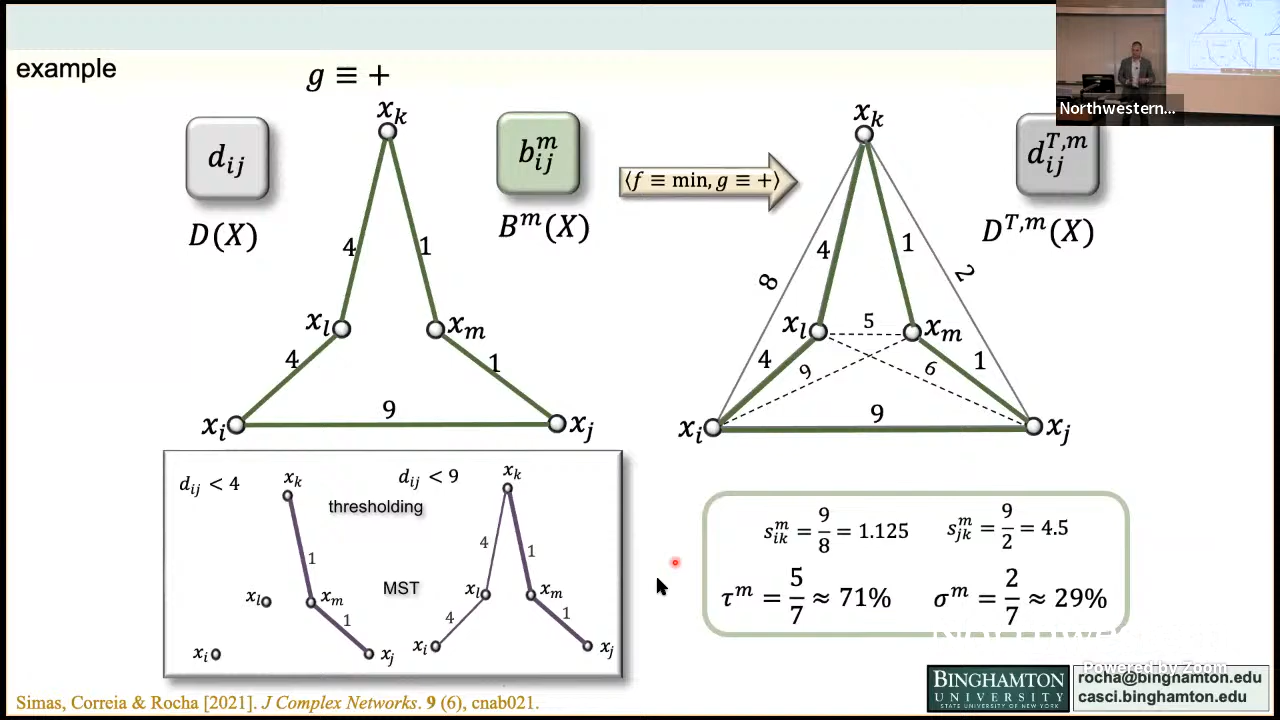 example
g ≡ +
x_k
d_ij
D(X)
b_ij^m
B^m(X)
4
1
x_l
x_m
4
1
9
x_i
x_j
⟨f ≡ min, g ≡ +⟩
x_k
d_ij^{T,m}
D^{T,m}(X)
8
4
1
2
x_l
5
x_m
4
9
6
1
9
x_i
x_j
d_ij < 4
x_k
thresholding
1
x_l
x_m
1
x_i
x_j
d_ij < 9
x_k
MST
4
1
x_l
x_m
4
1
x_i
x_j
s_ik^m = 9/8 = 1.125
s_jk^m = 9/2 = 4.5
τ^m = 5/7 ≈ 71%
σ^m = 2/7 ≈ 29%
Simas, Correia & Rocha [2021]. J Complex Networks. 9 (6), cnab021.
BINGHAMTON
UNIVERSITY
STATE UNIVERSITY OF NEW YORK
rocha@binghamton.edu
casci.binghamton.edu
Powered by Zoom
Northwestern...